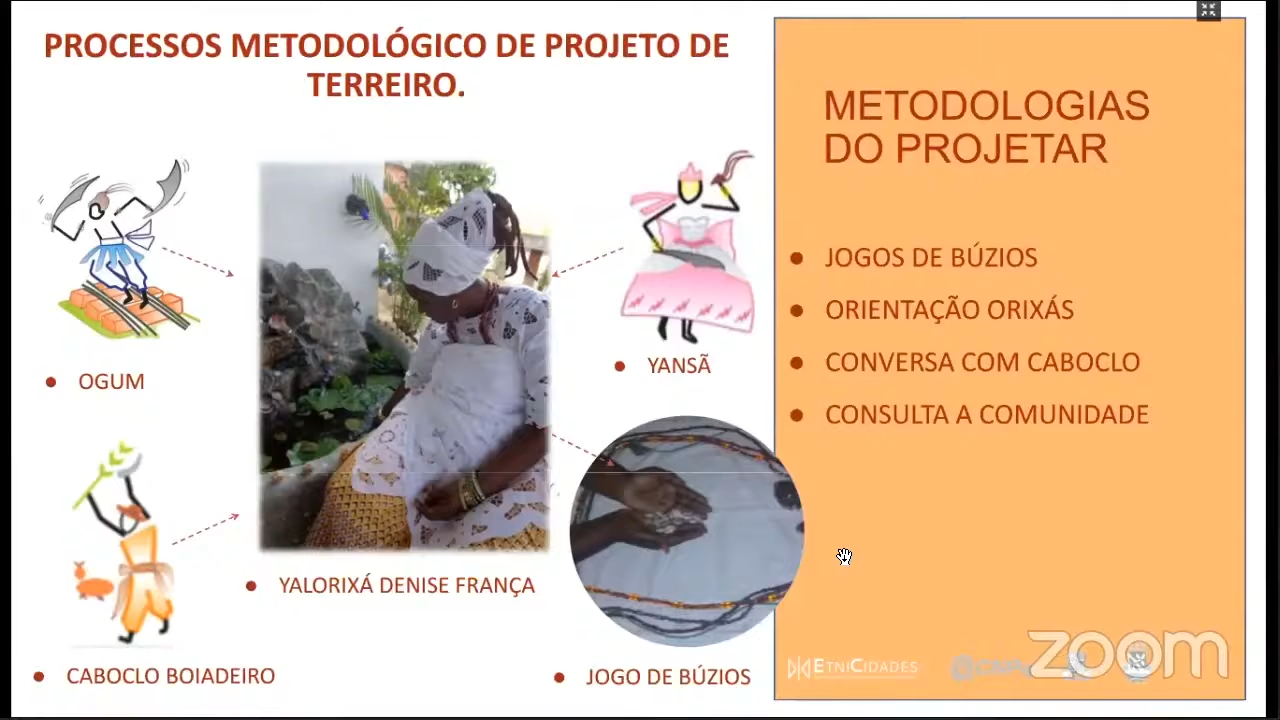 PROCESSOS METODOLÓGICO DE PROJETO DE
TERREIRO.
OGUM
YANSÃ
CABOCLO BOIADEIRO
YALORIXÁ DENISE FRANÇA
JOGO DE BÚZIOS
METODOLOGIAS
DO PROJETAR
JOGOS DE BÚZIOS
ORIENTAÇÃO ORIXÁS
CONVERSA COM CABOCLO
CONSULTA A COMUNIDADE
ETNICIDADES
zoom